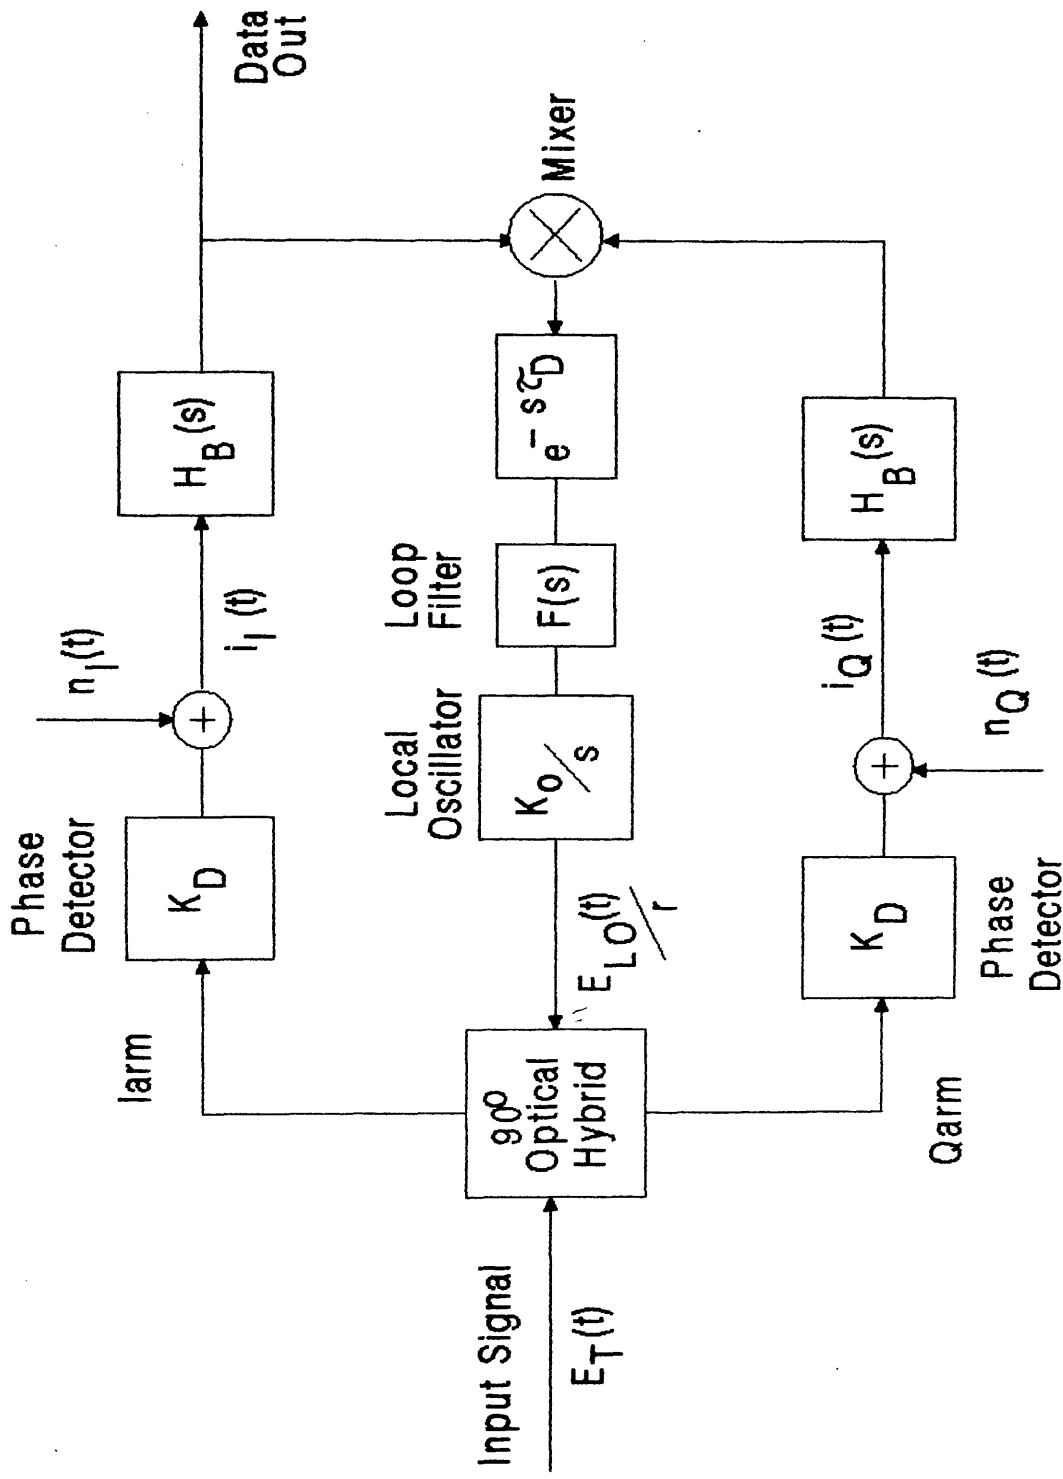 Input Signal
E_T(t)
90° Optical Hybrid
Iarm
Qarm
Phase Detector
K_D
n_I(t)
+
i_I(t)
H_B(s)
Data Out
E_LO(t)/r
Local Oscillator
K_O/s
Loop Filter
F(s)
e^-sτ_D
Mixer
Phase Detector
K_D
n_Q(t)
+
i_Q(t)
H_B(s)